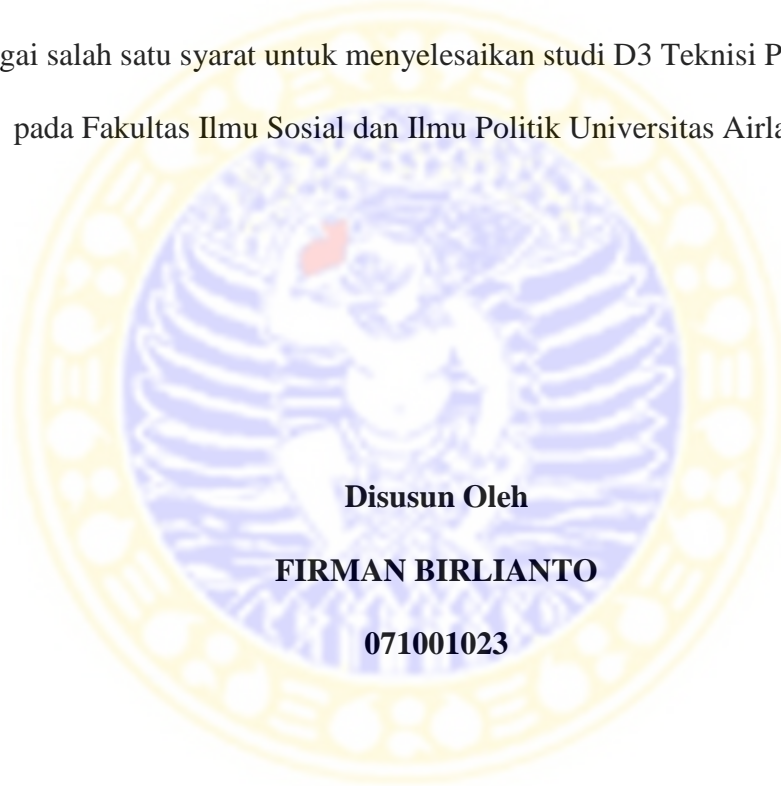 gai salah satu syarat untuk menyelesaikan studi D3 Teknisi P
pada Fakultas Ilmu Sosial dan Ilmu Politik Universitas Airla
Disusun Oleh
FIRMAN BIRLIANTO
071001023